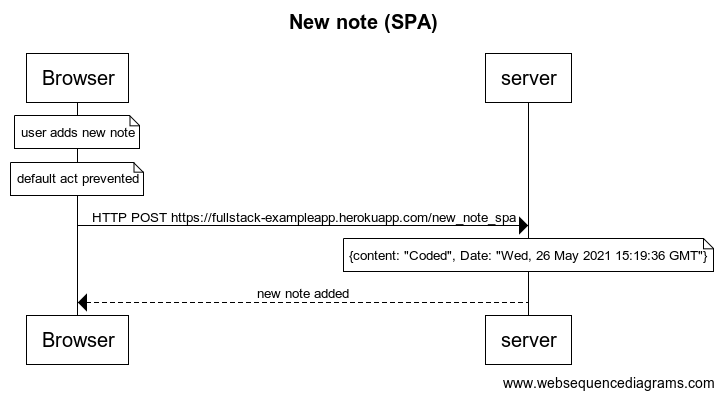 New note (SPA)
Browser
server
user adds new note
default act prevented
HTTP POST https://fullstack-exampleapp.herokuapp.com/new_note_spa
{content: "Coded", Date: "Wed, 26 May 2021 15:19:36 GMT"}
new note added
Browser
server
www.websequencediagrams.com